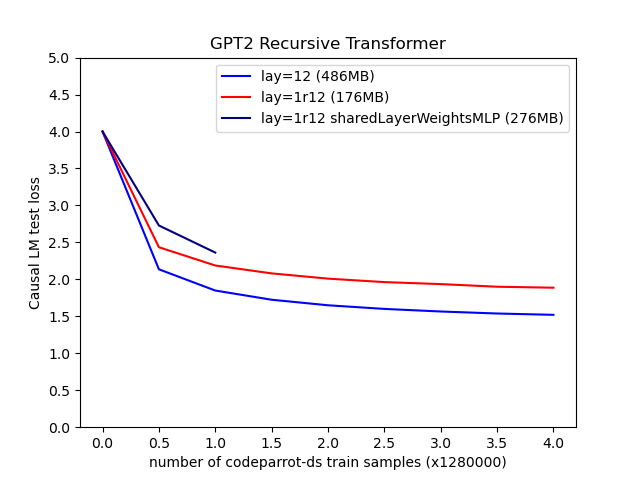 GPT2 Recursive Transformer
lay=12 (486MB)
lay=1r12 (176MB)
lay=1r12 sharedLayerWeightsMLP (276MB)
Causal LM test loss
5.0
4.5
4.0
3.5
3.0
2.5
2.0
1.5
1.0
0.5
0.0
0.0 0.5 1.0 1.5 2.0 2.5 3.0 3.5 4.0
number of codeparrot-ds train samples (x1280000)